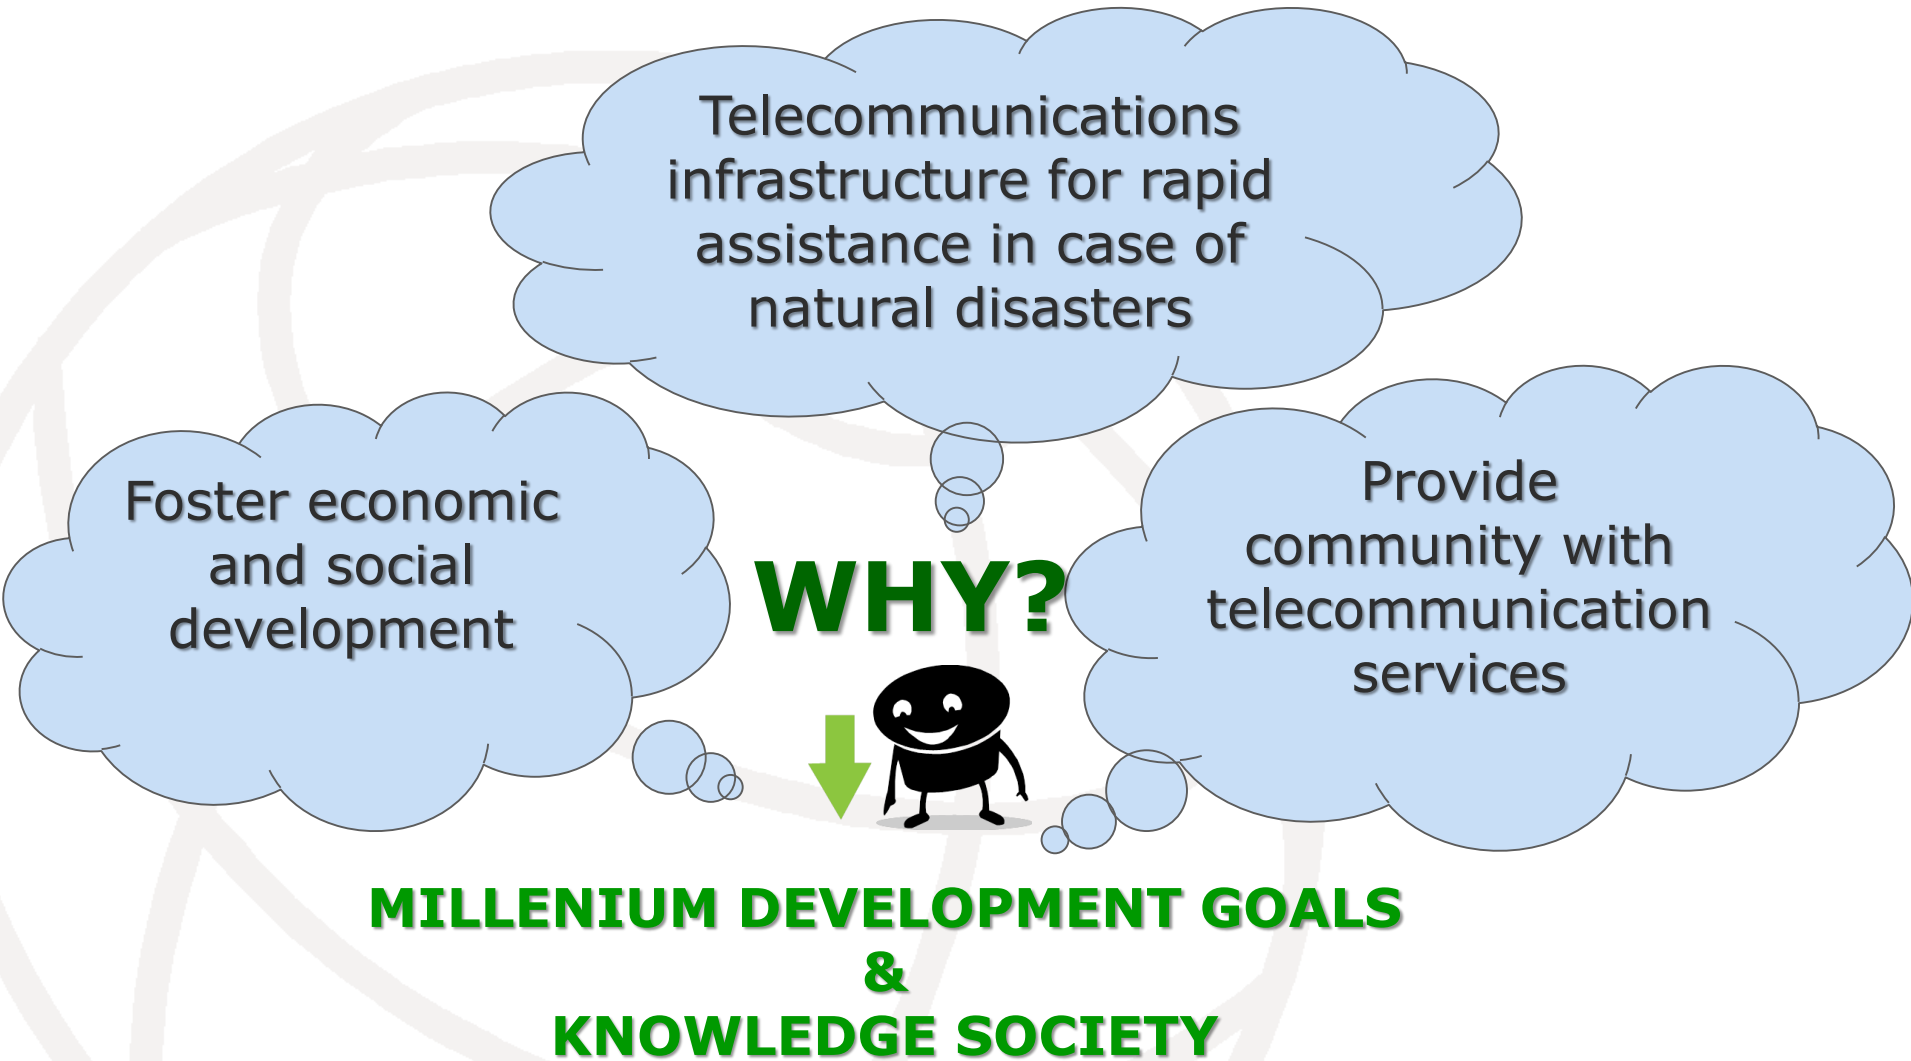 Telecommunications
infrastructure for rapid
assistance in case of
natural disasters
Foster economic
and social
development
Provide
community with
telecommunication
services
WHY?
MILLENIUM DEVELOPMENT GOALS
&
KNOWLEDGE SOCIETY